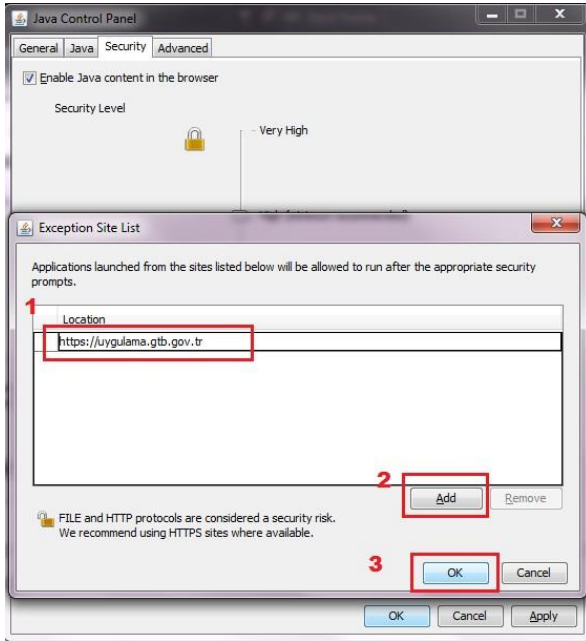 Java Control Panel
General Java Security Advanced
Enable Java content in the browser
Security Level
Very High
Exception Site List
Applications launched from the sites listed below will be allowed to run after the appropriate security
prompts.
1
Location
https://uygulama.gtb.gov.tr
2
Add Remove
FILE and HTTP protocols are considered a security risk.
We recommend using HTTPS sites where available.
3
OK Cancel
OK Cancel Apply